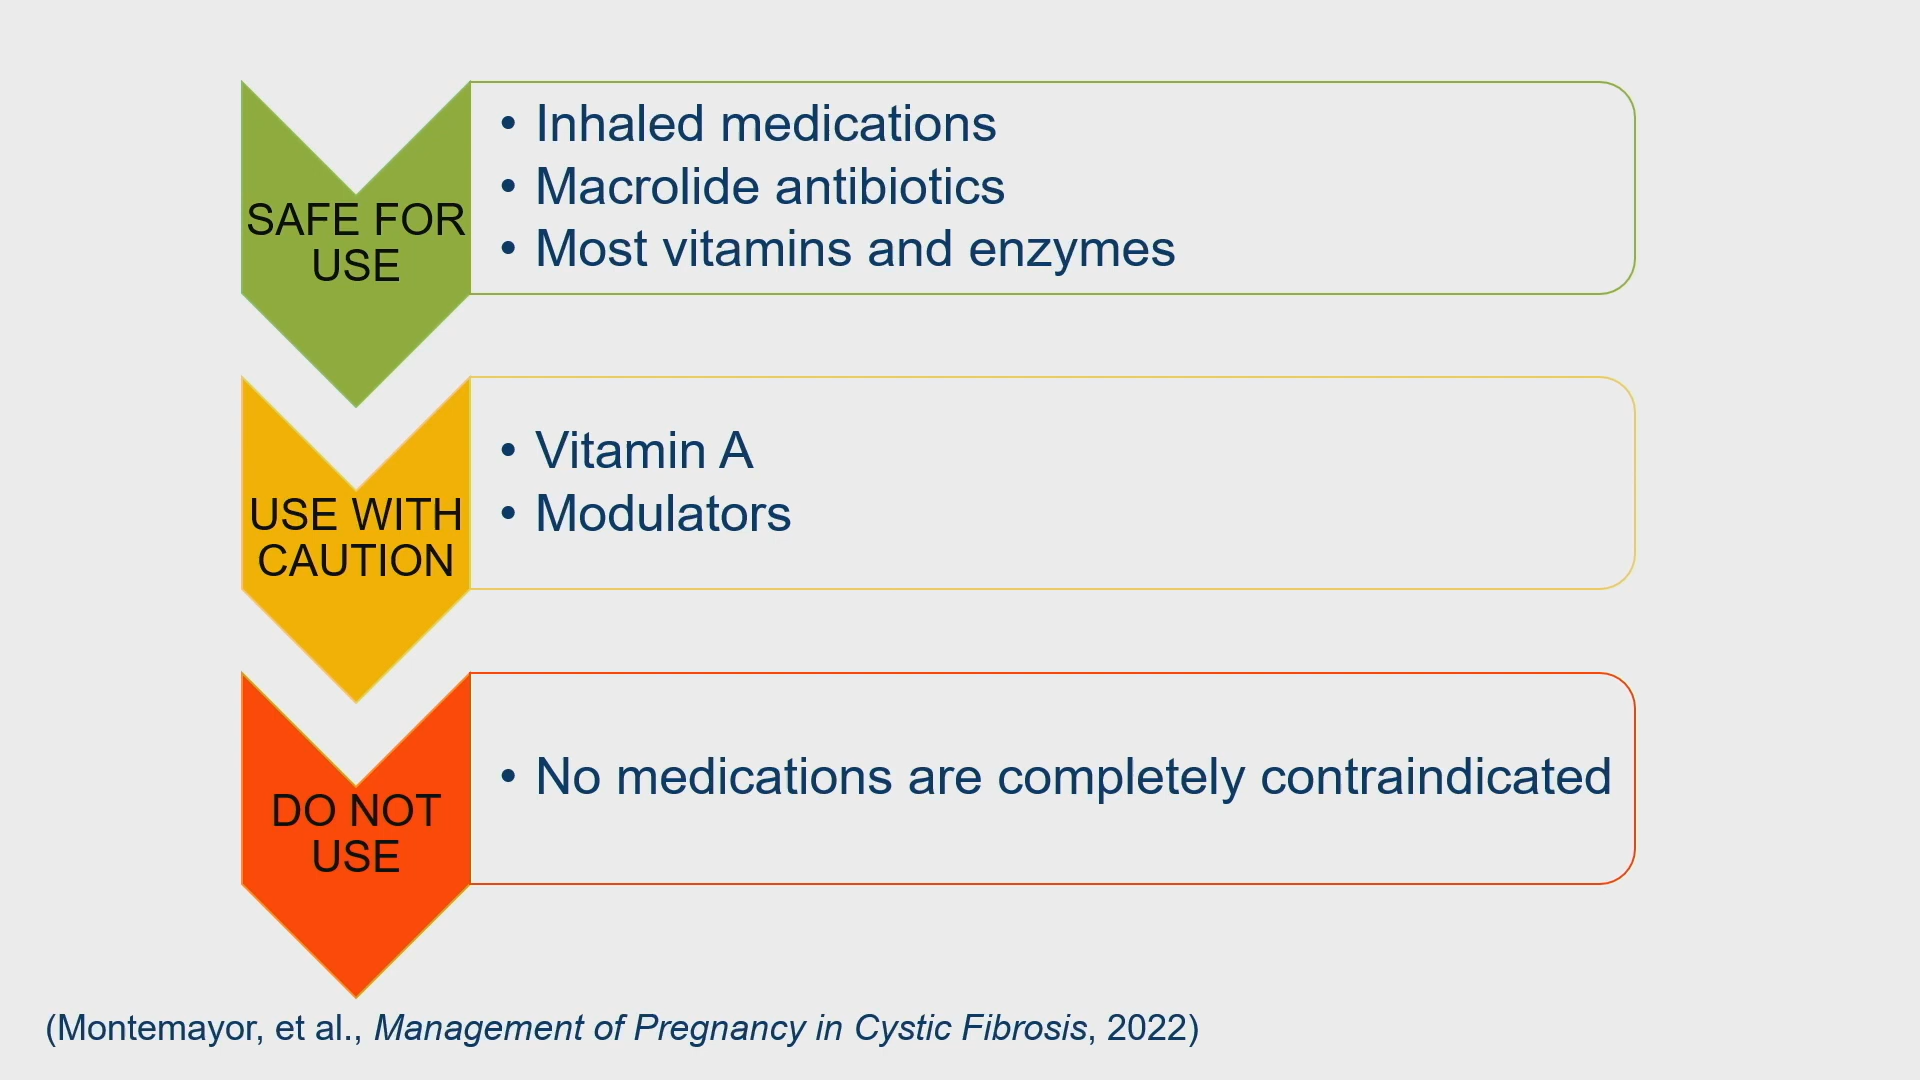 SAFE FOR
USE
• Inhaled medications
• Macrolide antibiotics
• Most vitamins and enzymes
USE WITH
CAUTION
• Vitamin A
• Modulators
DO NOT
USE
• No medications are completely contraindicated
(Montemayor, et al., Management of Pregnancy in Cystic Fibrosis, 2022)